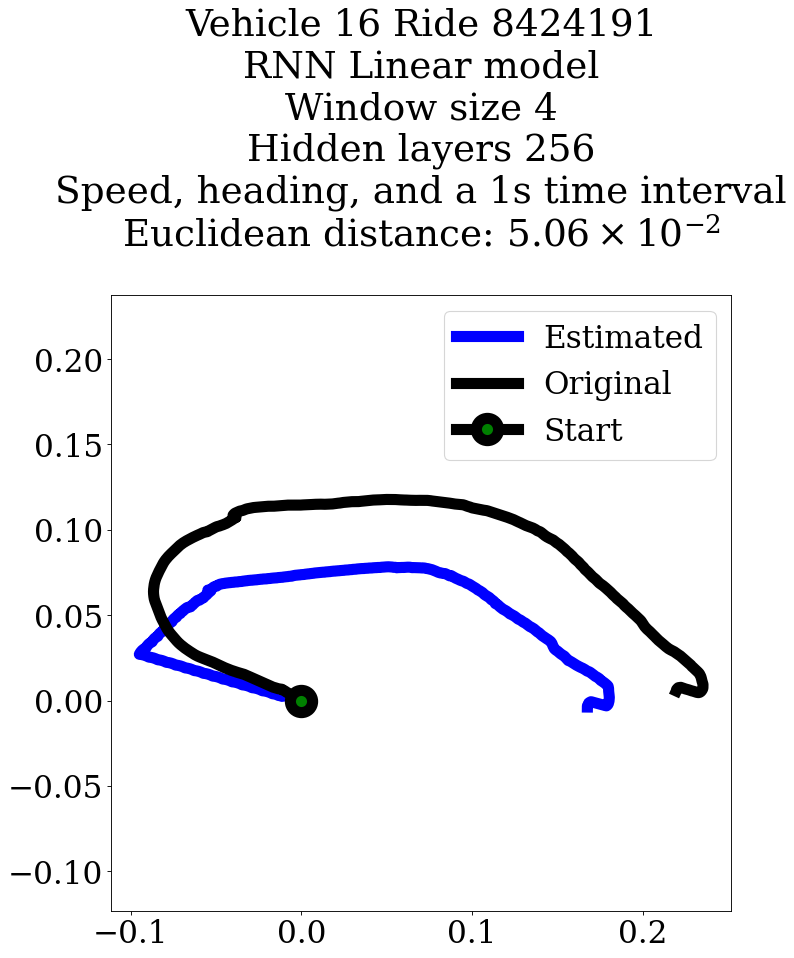 Vehicle 16 Ride 8424191
RNN Linear model
Window size 4
Hidden layers 256
Speed, heading, and a 1s time interval
Euclidean distance: 5.06 × 10⁻²
Estimated
Original
Start
0.20
0.15
0.10
0.05
0.00
−0.05
−0.10
−0.1 0.0 0.1 0.2